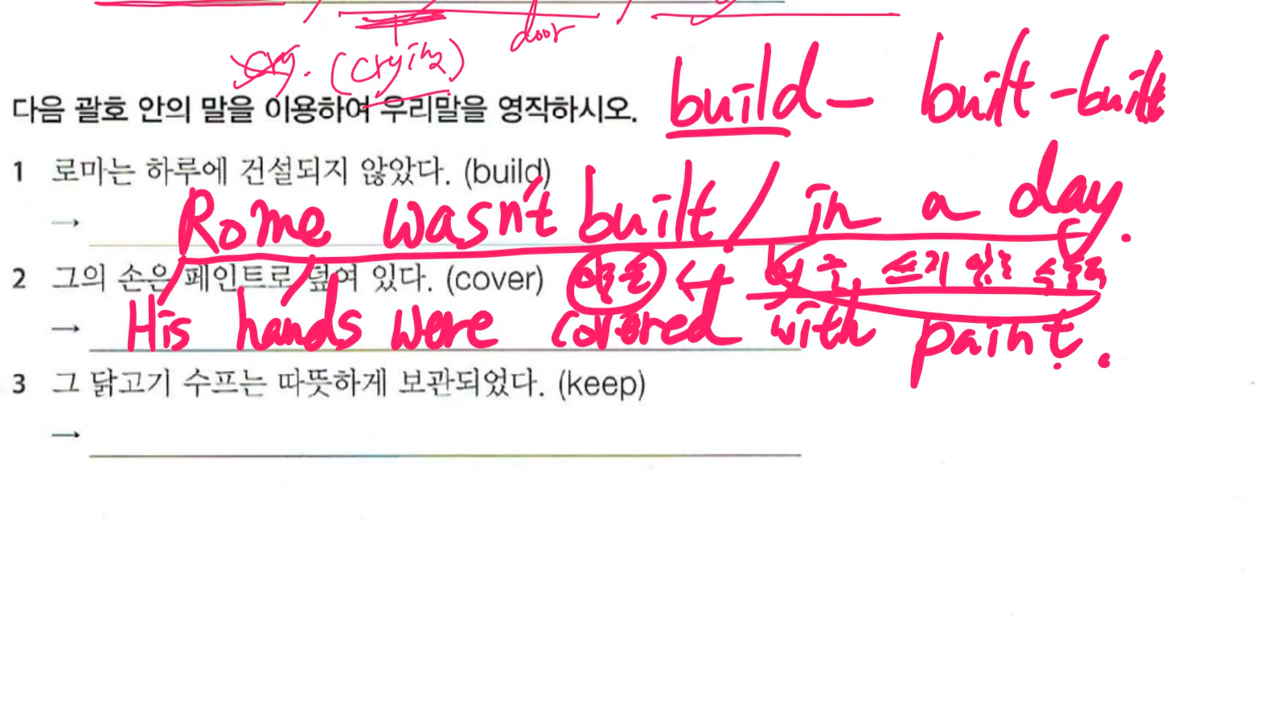 cry. (crying) door
build - built - built
다음 괄호 안의 말을 이용하여 우리말을 영작하시오.
1 로마는 하루에 건설되지 않았다. (build)
→ Rome wasn't built / in a day.
2 그의 손은 페인트로 덮여 있다. (cover)
→ His hands were covered with paint.
3 그 닭고기 수프는 따뜻하게 보관되었다. (keep)
→